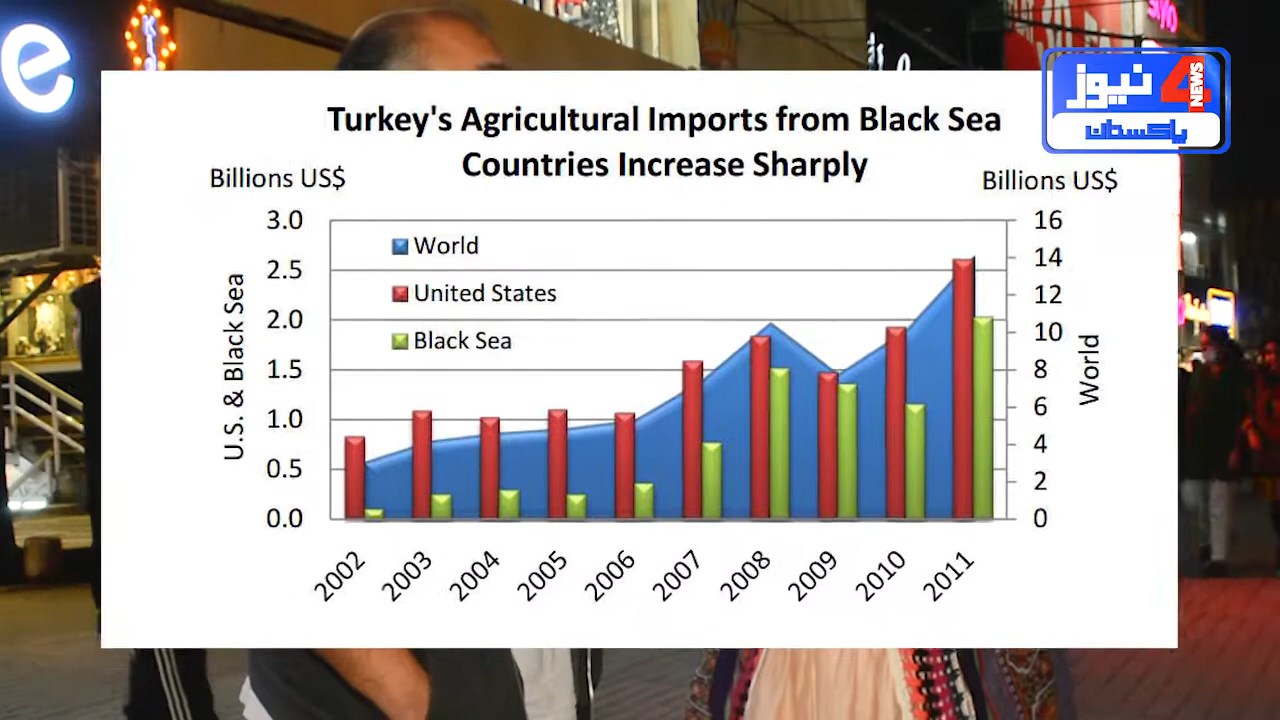 e
5%
نیوز 4 NEWS
پاکستان
Turkey's Agricultural Imports from Black Sea
Countries Increase Sharply
Billions US$
Billions US$
U.S. & Black Sea
3.0
2.5
2.0
1.5
1.0
0.5
0.0
World
United States
Black Sea
16
14
12
10
8
6
4
2
0
World
2002
2003
2004
2005
2006
2007
2008
2009
2010
2011